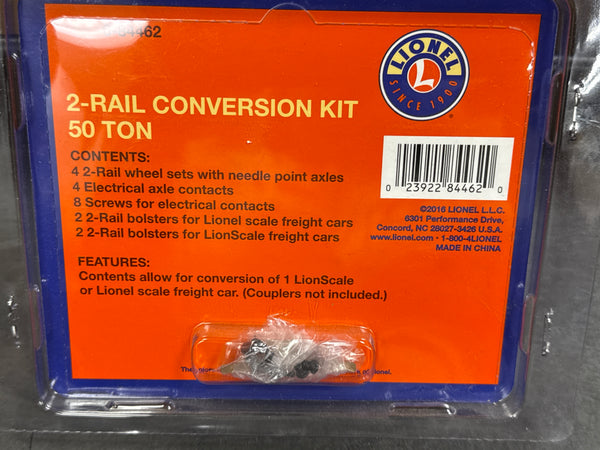 84462
LIONEL
L
SINCE 1900
2-RAIL CONVERSION KIT
50 TON
CONTENTS:
4 2-Rail wheel sets with needle point axles
4 Electrical axle contacts
8 Screws for electrical contacts
2 2-Rail bolsters for Lionel scale freight cars
2 2-Rail bolsters for LionScale freight cars
0 23922 84462 0
©2016 LIONEL L.L.C.
6301 Performance Drive,
Concord, NC 28027-3426 U.S.A.
www.lionel.com • 1-800-4LIONEL
MADE IN CHINA
FEATURES:
Contents allow for conversion of 1 LionScale
or Lionel scale freight car. (Couplers not included.)